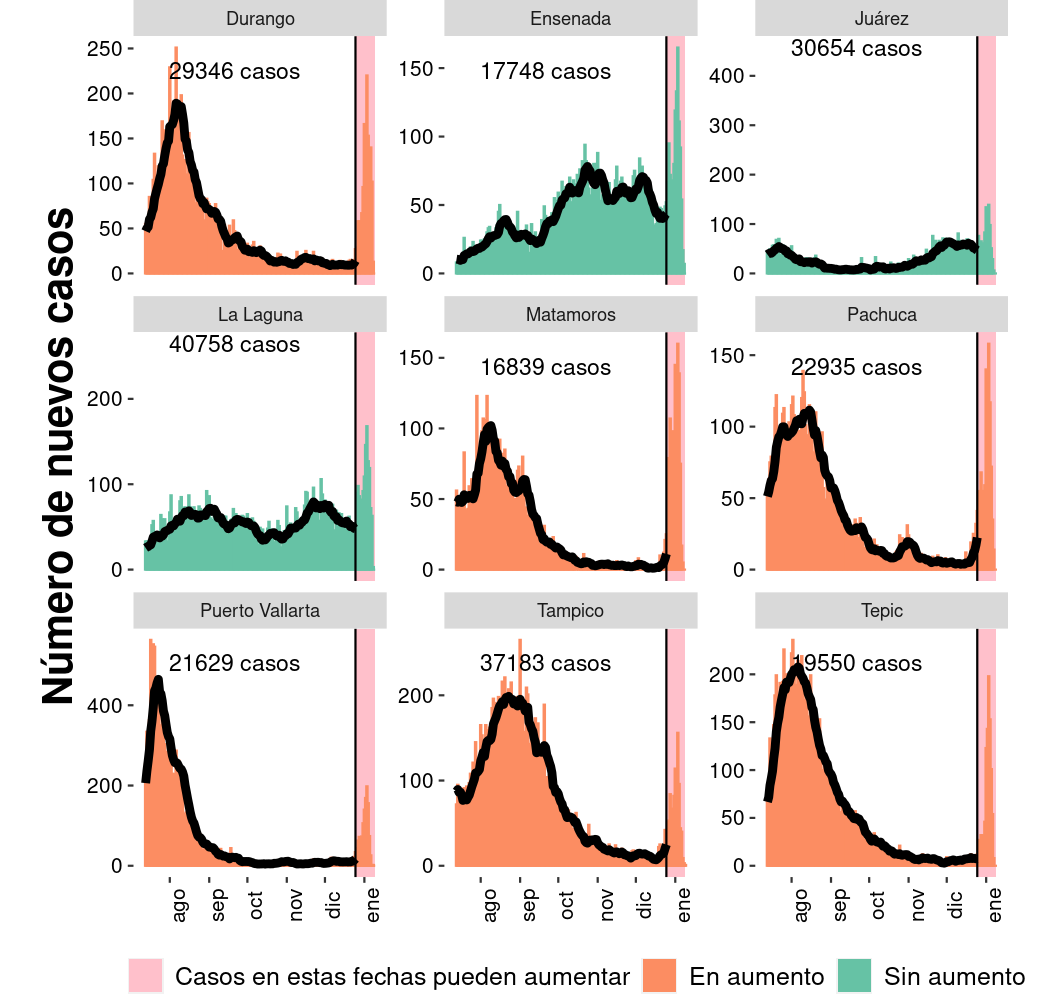 Número de nuevos casos
Durango
Ensenada
Juárez
29346 casos
17748 casos
30654 casos
250
200
150
100
50
0
150
100
50
0
400
300
200
100
0
La Laguna
Matamoros
Pachuca
40758 casos
16839 casos
22935 casos
200
100
0
150
100
50
0
150
100
50
0
Puerto Vallarta
Tampico
Tepic
21629 casos
37183 casos
19550 casos
400
200
0
200
100
0
200
150
100
50
0
ago sep oct nov dic ene
ago sep oct nov dic ene
ago sep oct nov dic ene
Casos en estas fechas pueden aumentar
En aumento
Sin aumento